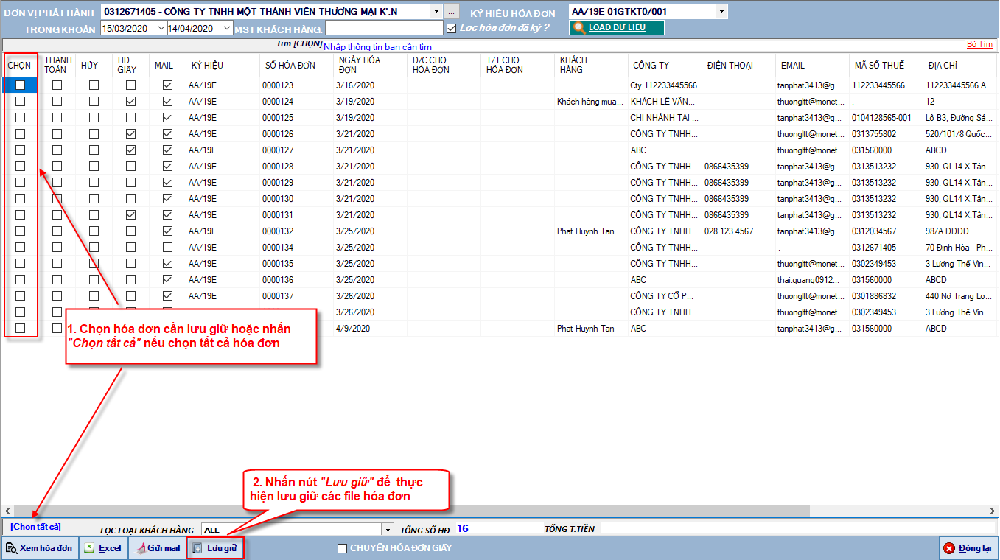 ĐƠN VỊ PHÁT HÀNH 0312671405 - CÔNG TY TNHH MỘT THÀNH VIÊN THƯƠNG MẠI K'.N ... KÝ HIỆU HÓA ĐƠN AA/19E 01GTKT0/001
TRONG KHOẢN 15/03/2020 14/04/2020 MST KHÁCH HÀNG: Lọc hóa đơn đã ký ? LOAD DỮ LIỆU
Tìm [CHỌN] Nhập thông tin bạn cần tìm Bỏ Tìm
CHỌN THANH TOÁN HỦY HĐ GIẤY MAIL KÝ HIỆU SỐ HÓA ĐƠN NGÀY HÓA ĐƠN Đ/C CHO HÓA ĐƠN T/T CHO HÓA ĐƠN KHÁCH HÀNG CÔNG TY ĐIỆN THOẠI EMAIL MÃ SỐ THUẾ ĐỊA CHỈ
AA/19E 0000123 3/16/2020 Cty 112233445566 tanphat3413@g... 112233445566 112233445566 A...
AA/19E 0000124 3/19/2020 Khách hàng mua... KHÁCH LẺ VÃN... thuongltt@monet... . 12
AA/19E 0000125 3/19/2020 CHI NHÁNH TẠI ... tanphat3413@g... 0104128565-001 Lô B3, Đường Sá...
AA/19E 0000126 3/21/2020 CÔNG TY TNHH... thuongltt@monet... 0313755802 520/101/8 Quốc...
AA/19E 0000127 3/21/2020 ABC thuongltt@monet... 031560000 ABCD
AA/19E 0000128 3/21/2020 CÔNG TY TNHH... 0866435399 tanphat3413@g... 0313513232 930, QL14 X.Tân...
AA/19E 0000129 3/21/2020 CÔNG TY TNHH... 0866435399 tanphat3413@g... 0313513232 930, QL14 X.Tân...
AA/19E 0000130 3/21/2020 CÔNG TY TNHH... 0866435399 tanphat3413@g... 0313513232 930, QL14 X.Tân...
AA/19E 0000131 3/21/2020 CÔNG TY TNHH... 0866435399 tanphat3413@g... 0313513232 930, QL14 X.Tân...
AA/19E 0000132 3/25/2020 Phat Huynh Tan CÔNG TY TNHH... 028 123 4567 tanphat3413@g... 0312034567 98/A DDDD
AA/19E 0000134 3/25/2020 CÔNG TY TNHH... . 0312671405 70 Đinh Hòa - Ph...
AA/19E 0000135 3/25/2020 CÔNG TY TNHH... thuongltt@monet... 0302349453 3 Lương Thế Vin...
AA/19E 0000136 3/25/2020 ABC thai.quang0912... 031560000 ABCD
AA/19E 0000137 3/26/2020 CÔNG TY CỔ P... thuongltt@monet... 0301886832 440 Nơ Trang Lo...
3/26/2020 CÔNG TY TNHH... thuongltt@monet... 0302349453 3 Lương Thế Vin...
4/9/2020 Phat Huynh Tan ABC tanphat3413@g... 031560000 ABCD
1. Chọn hóa dơn cần lưu giữ hoặc nhấn
"Chọn tất cả" nếu chọn tất cả hóa đơn
2. Nhấn nút "Lưu giữ" để thực
hiện lưu giữ các file hóa đơn
[Chọn tất cả] LỌC LOẠI KHÁCH HÀNG ALL TỔNG SỐ HĐ 16 TỔNG T.TIỀN
Xem hóa đơn Excel Gửi mail Lưu giữ CHUYỂN HÓA ĐƠN GIẤY Đóng lại